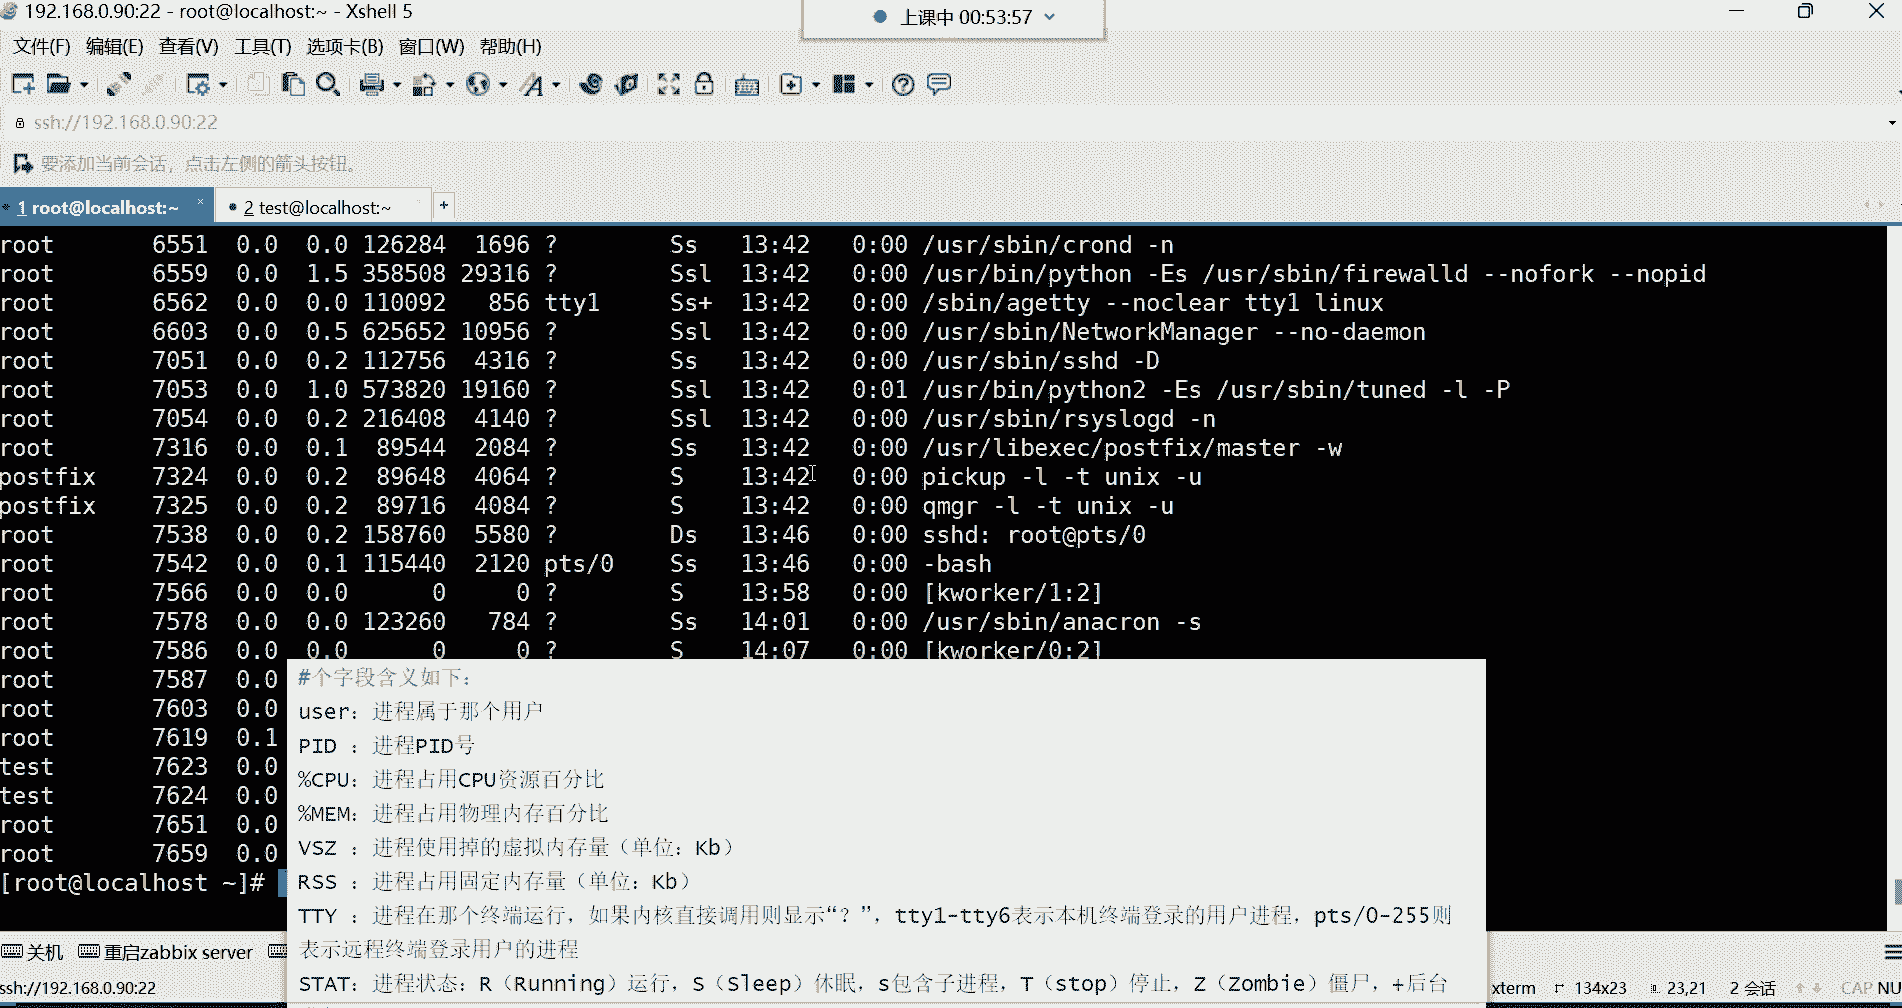 192.168.0.90:22 - root@localhost:~ - Xshell 5
上课中 00:53:57
文件(F) 编辑(E) 查看(V) 工具(T) 选项卡(B) 窗口(W) 帮助(H)
ssh://192.168.0.90:22
要添加当前会话，点击左侧的箭头按钮。
1 root@localhost:~ × 2 test@localhost:~ +
root 6551 0.0 0.0 126284 1696 ? Ss 13:42 0:00 /usr/sbin/crond -n
root 6559 0.0 1.5 358508 29316 ? Ssl 13:42 0:00 /usr/bin/python -Es /usr/sbin/firewalld --nofork --nopid
root 6562 0.0 0.0 110092 856 tty1 Ss+ 13:42 0:00 /sbin/agetty --noclear tty1 linux
root 6603 0.0 0.5 625652 10956 ? Ssl 13:42 0:00 /usr/sbin/NetworkManager --no-daemon
root 7051 0.0 0.2 112756 4316 ? Ss 13:42 0:00 /usr/sbin/sshd -D
root 7053 0.0 1.0 573820 19160 ? Ssl 13:42 0:01 /usr/bin/python2 -Es /usr/sbin/tuned -l -P
root 7054 0.0 0.2 216408 4140 ? Ssl 13:42 0:00 /usr/sbin/rsyslogd -n
root 7316 0.0 0.1 89544 2084 ? Ss 13:42 0:00 /usr/libexec/postfix/master -w
postfix 7324 0.0 0.2 89648 4064 ? S 13:42 0:00 pickup -l -t unix -u
postfix 7325 0.0 0.2 89716 4084 ? S 13:42 0:00 qmgr -l -t unix -u
root 7538 0.0 0.2 158760 5580 ? Ds 13:46 0:00 sshd: root@pts/0
root 7542 0.0 0.1 115440 2120 pts/0 Ss 13:46 0:00 -bash
root 7566 0.0 0.0 0 0 ? S 13:58 0:00 [kworker/1:2]
root 7578 0.0 0.0 123260 784 ? Ss 14:01 0:00 /usr/sbin/anacron -s
root 7586 0.0 0.0 0 0 ? S 14:07 0:00 [kworker/0:2]
root 7587 0.0
root 7603 0.0
root 7619 0.1
test 7623 0.0
test 7624 0.0
root 7651 0.0
root 7659 0.0
[root@localhost ~]#
#个字段含义如下：
user：进程属于那个用户
PID ：进程PID号
%CPU：进程占用CPU资源百分比
%MEM：进程占用物理内存百分比
VSZ ：进程使用掉的虚拟内存量（单位：Kb）
RSS ：进程占用固定内存量（单位：Kb）
TTY ：进程在那个终端运行，如果内核直接调用则显示“？”，tty1-tty6表示本机终端登录的用户进程，pts/0-255则
表示远程终端登录用户的进程
STAT：进程状态：R（Running）运行，S（Sleep）休眠，s包含子进程，T（stop）停止，Z（Zombie）僵尸，+后台
关机 重启zabbix server
ssh://192.168.0.90:22 xterm 134x23 23,21 2 会话 CAP NU